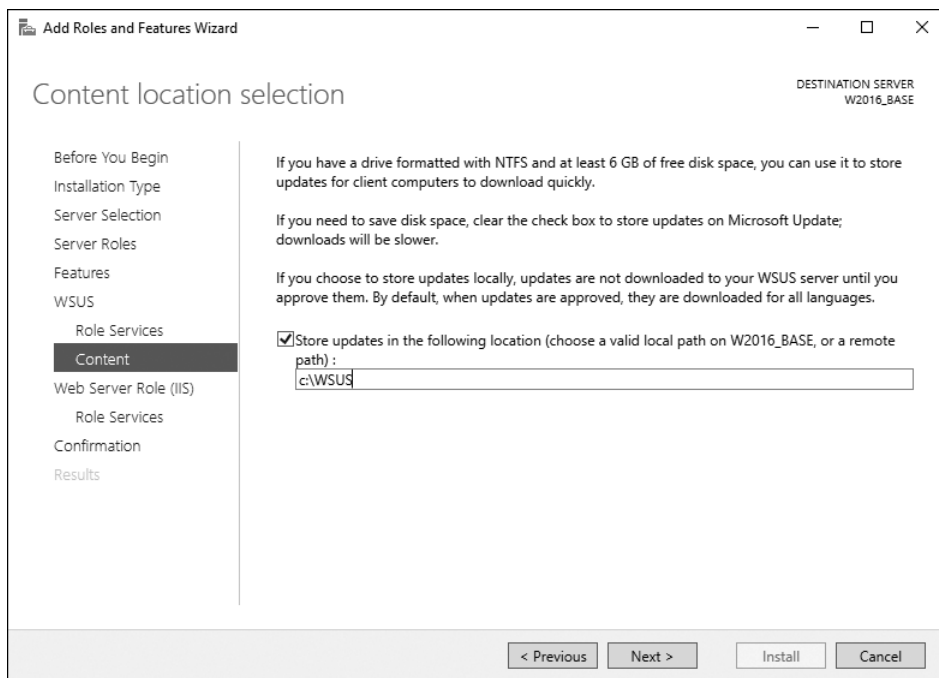 Add Roles and Features Wizard
Content location selection
DESTINATION SERVER
W2016_BASE
Before You Begin
Installation Type
Server Selection
Server Roles
Features
WSUS
Role Services
Content
Web Server Role (IIS)
Role Services
Confirmation
Results
If you have a drive formatted with NTFS and at least 6 GB of free disk space, you can use it to store
updates for client computers to download quickly.
If you need to save disk space, clear the check box to store updates on Microsoft Update;
downloads will be slower.
If you choose to store updates locally, updates are not downloaded to your WSUS server until you
approve them. By default, when updates are approved, they are downloaded for all languages.
Store updates in the following location (choose a valid local path on W2016_BASE, or a remote
path) :
c:\WSUS
< Previous
Next >
Install
Cancel